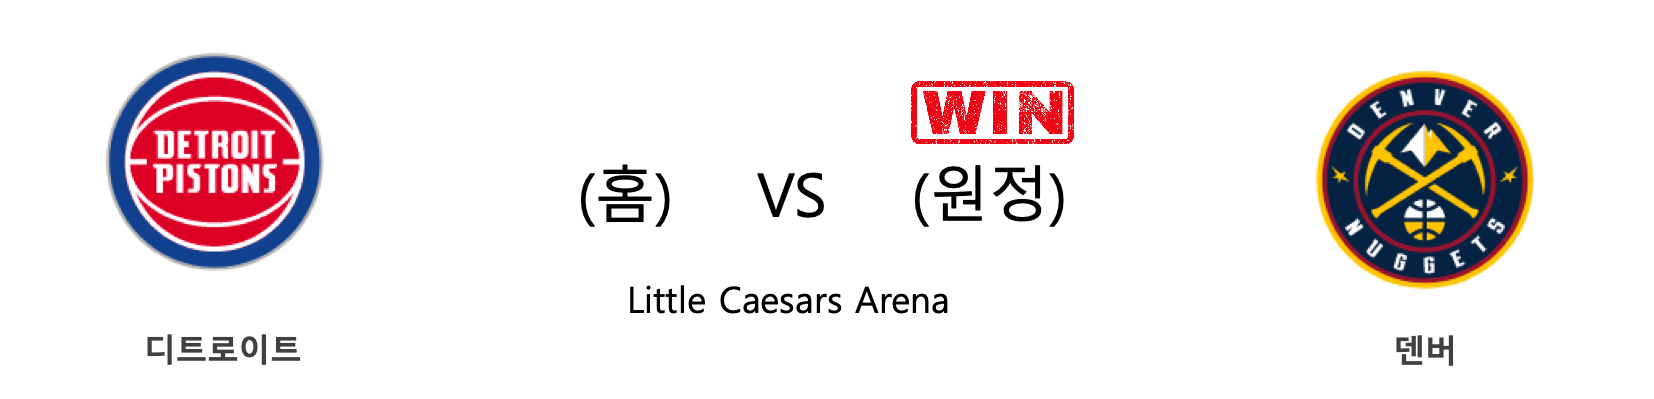 DETROIT
PISTONS
WIN
(홈) VS (원정)
DENVER
NUGGETS
Little Caesars Arena
디트로이트
덴버